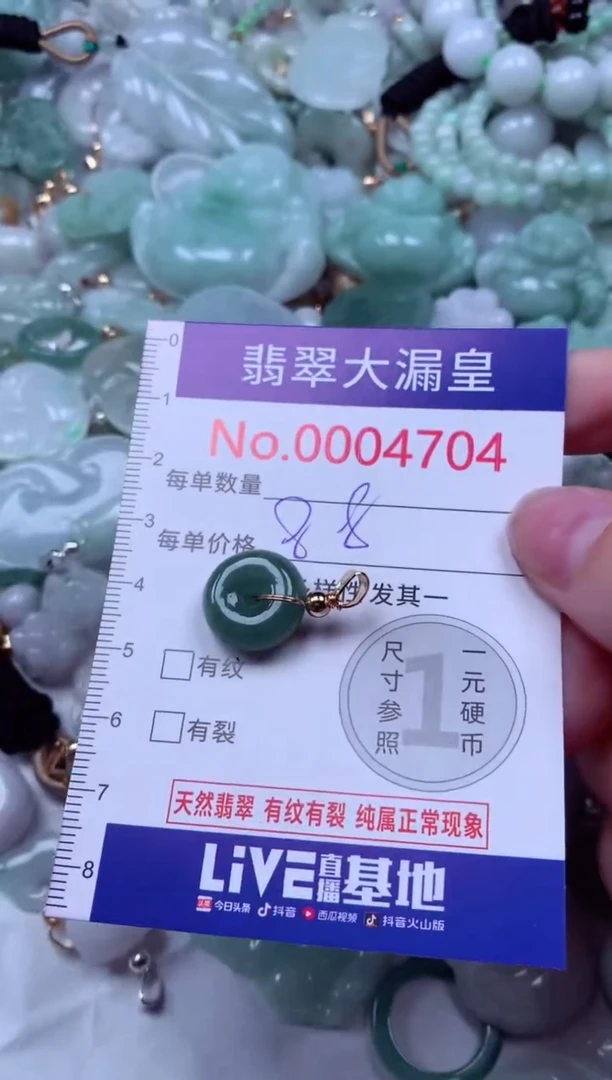 翡翠大漏皇
No.0004704
每单数量
每单价格 88
样性发其一
有纹
有裂
尺寸参照
1
一元硬币
天然翡翠 有纹有裂 纯属正常现象
LiVE直播基地
头条 今日头条 抖音 西瓜视频 抖音火山版
0
1
2
3
4
5
6
7
8